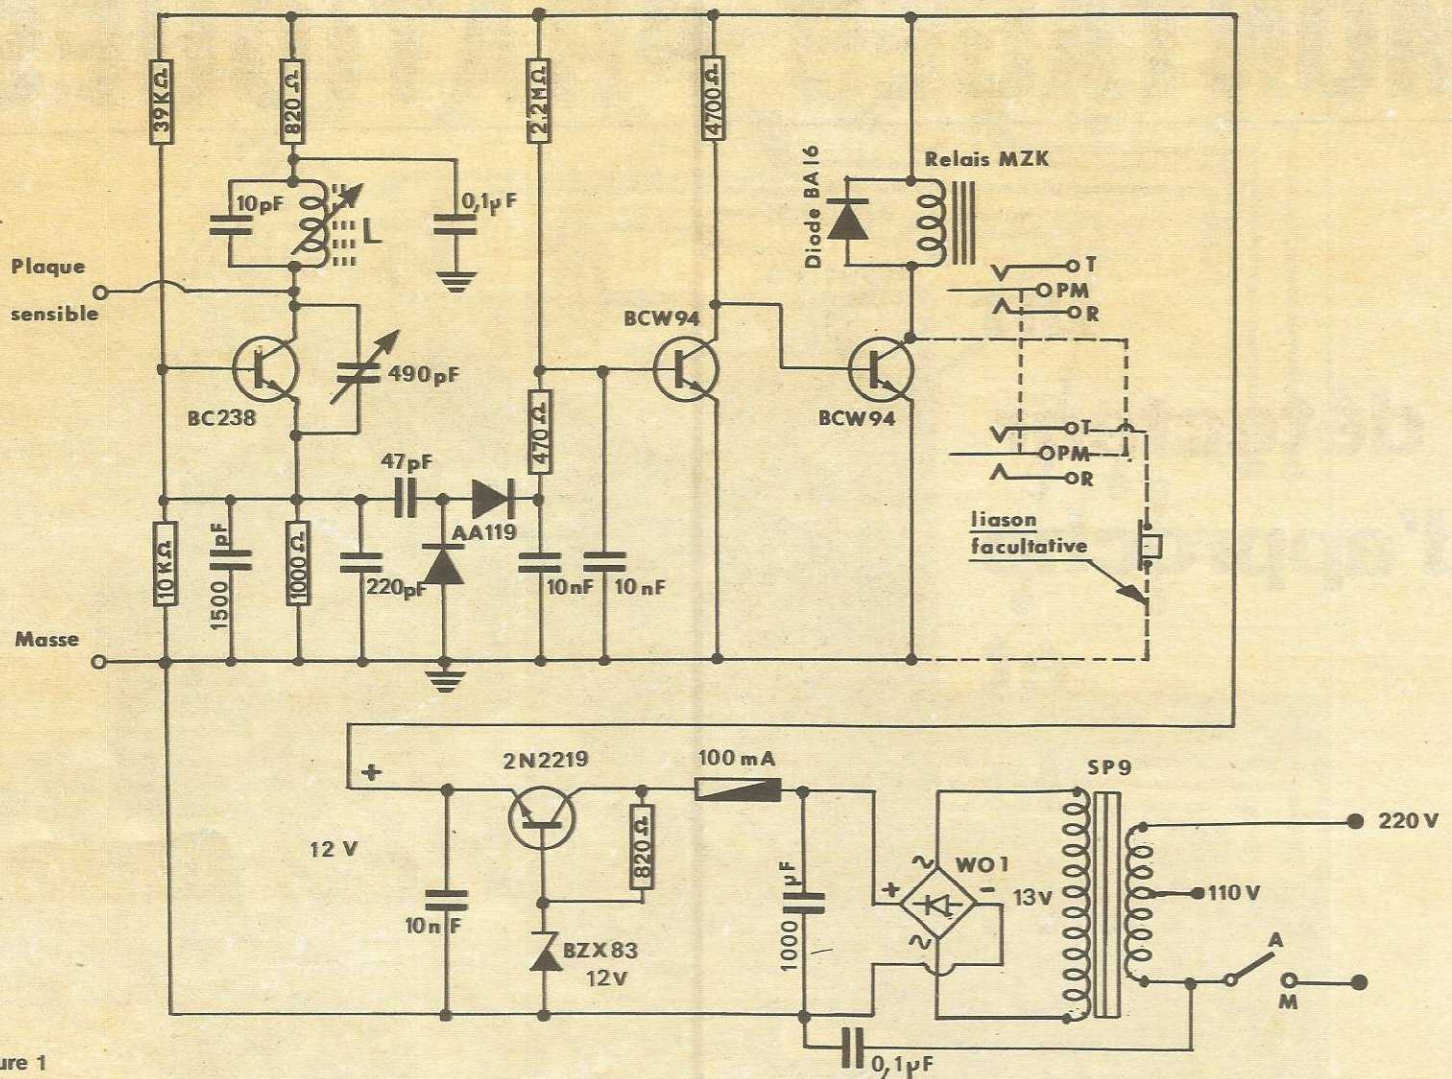 39KΩ
820Ω
2.2MΩ
4700Ω
Diode BA16
Relais MZK
10pF
L
0,1µF
Plaque
sensible
T
PM
R
BCW94
490pF
BC238
BCW94
470Ω
T
PM
R
47pF
AA119
liason
facultative
10KΩ
1500 pF
1000Ω
220pF
10nF
10nF
Masse
+
2N2219
100mA
SP9
12V
820Ω
220V
WO1
+
-
~
~
13v
110V
10nF
BZX83
12V
1000 µF
A
M
0,1µF
ure 1